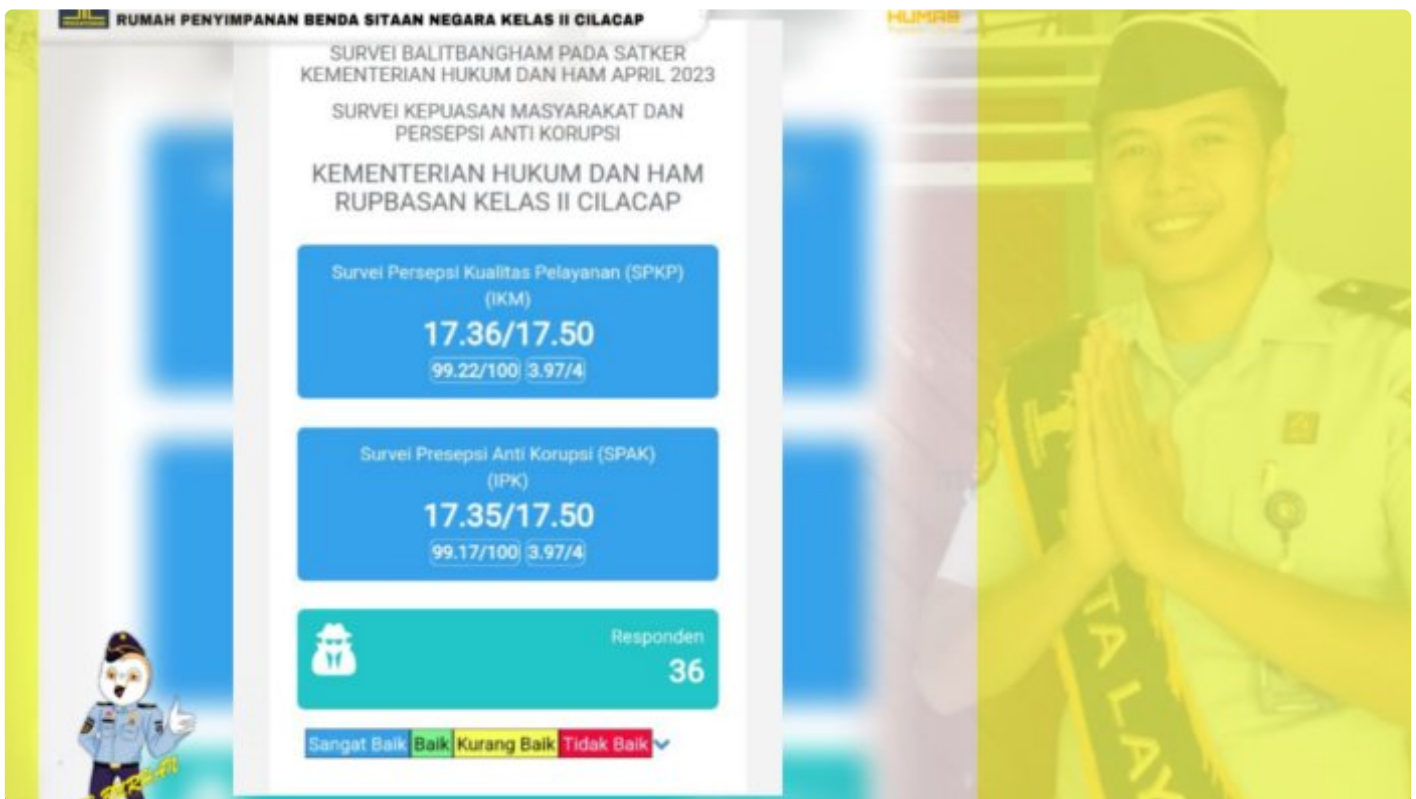 RUMAH PENYIMPANAN BENDA SITAAN NEGARA KELAS II CILACAP
HUMAS
SURVEI BALITBANGHAM PADA SATKER
KEMENTERIAN HUKUM DAN HAM APRIL 2023
SURVEI KEPUASAN MASYARAKAT DAN
PERSEPSI ANTI KORUPSI
KEMENTERIAN HUKUM DAN HAM
RUPBASAN KELAS II CILACAP
Survei Persepsi Kualitas Pelayanan (SPKP)
(IKM)
17.36/17.50
99.22/100 3.97/4
Survei Presepsi Anti Korupsi (SPAK)
(IPK)
17.35/17.50
99.17/100 3.97/4
Responden
36
Sangat Baik Baik Kurang Baik Tidak Baik